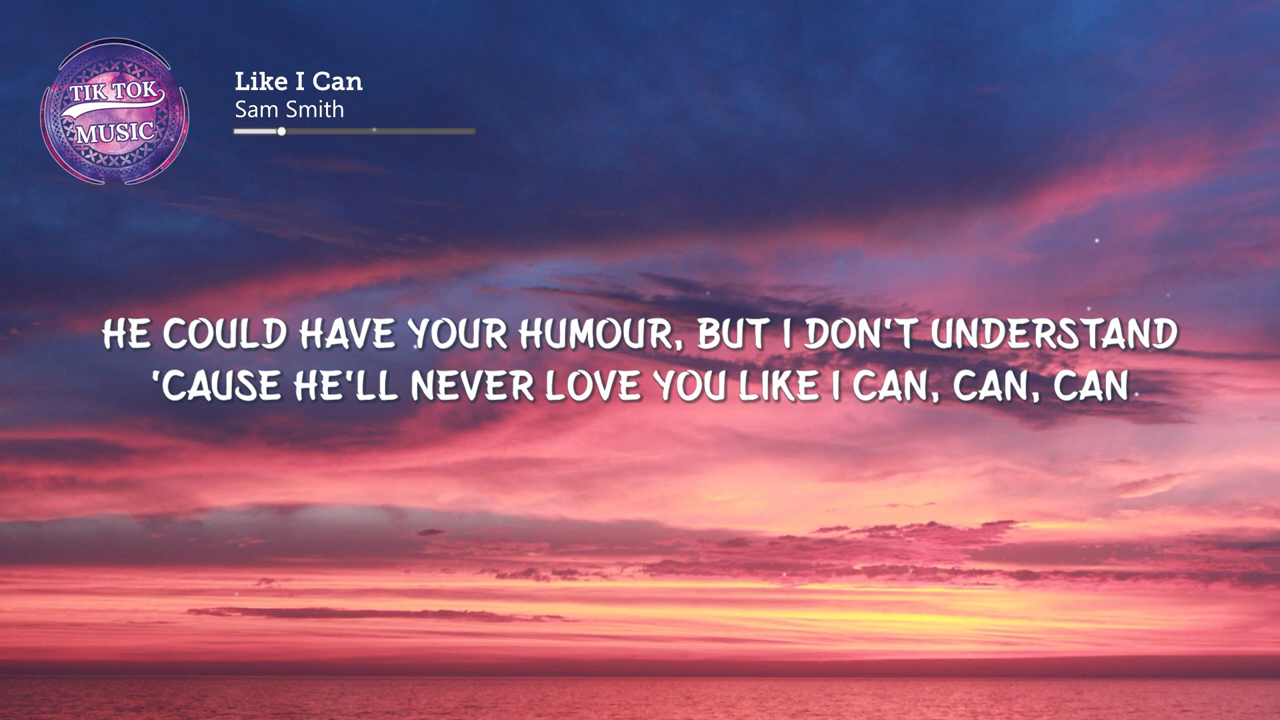 TIK TOK
MUSIC
Like I Can
Sam Smith
HE COULD HAVE YOUR HUMOUR, BUT I DON'T UNDERSTAND
'CAUSE HE'LL NEVER LOVE YOU LIKE I CAN, CAN, CAN